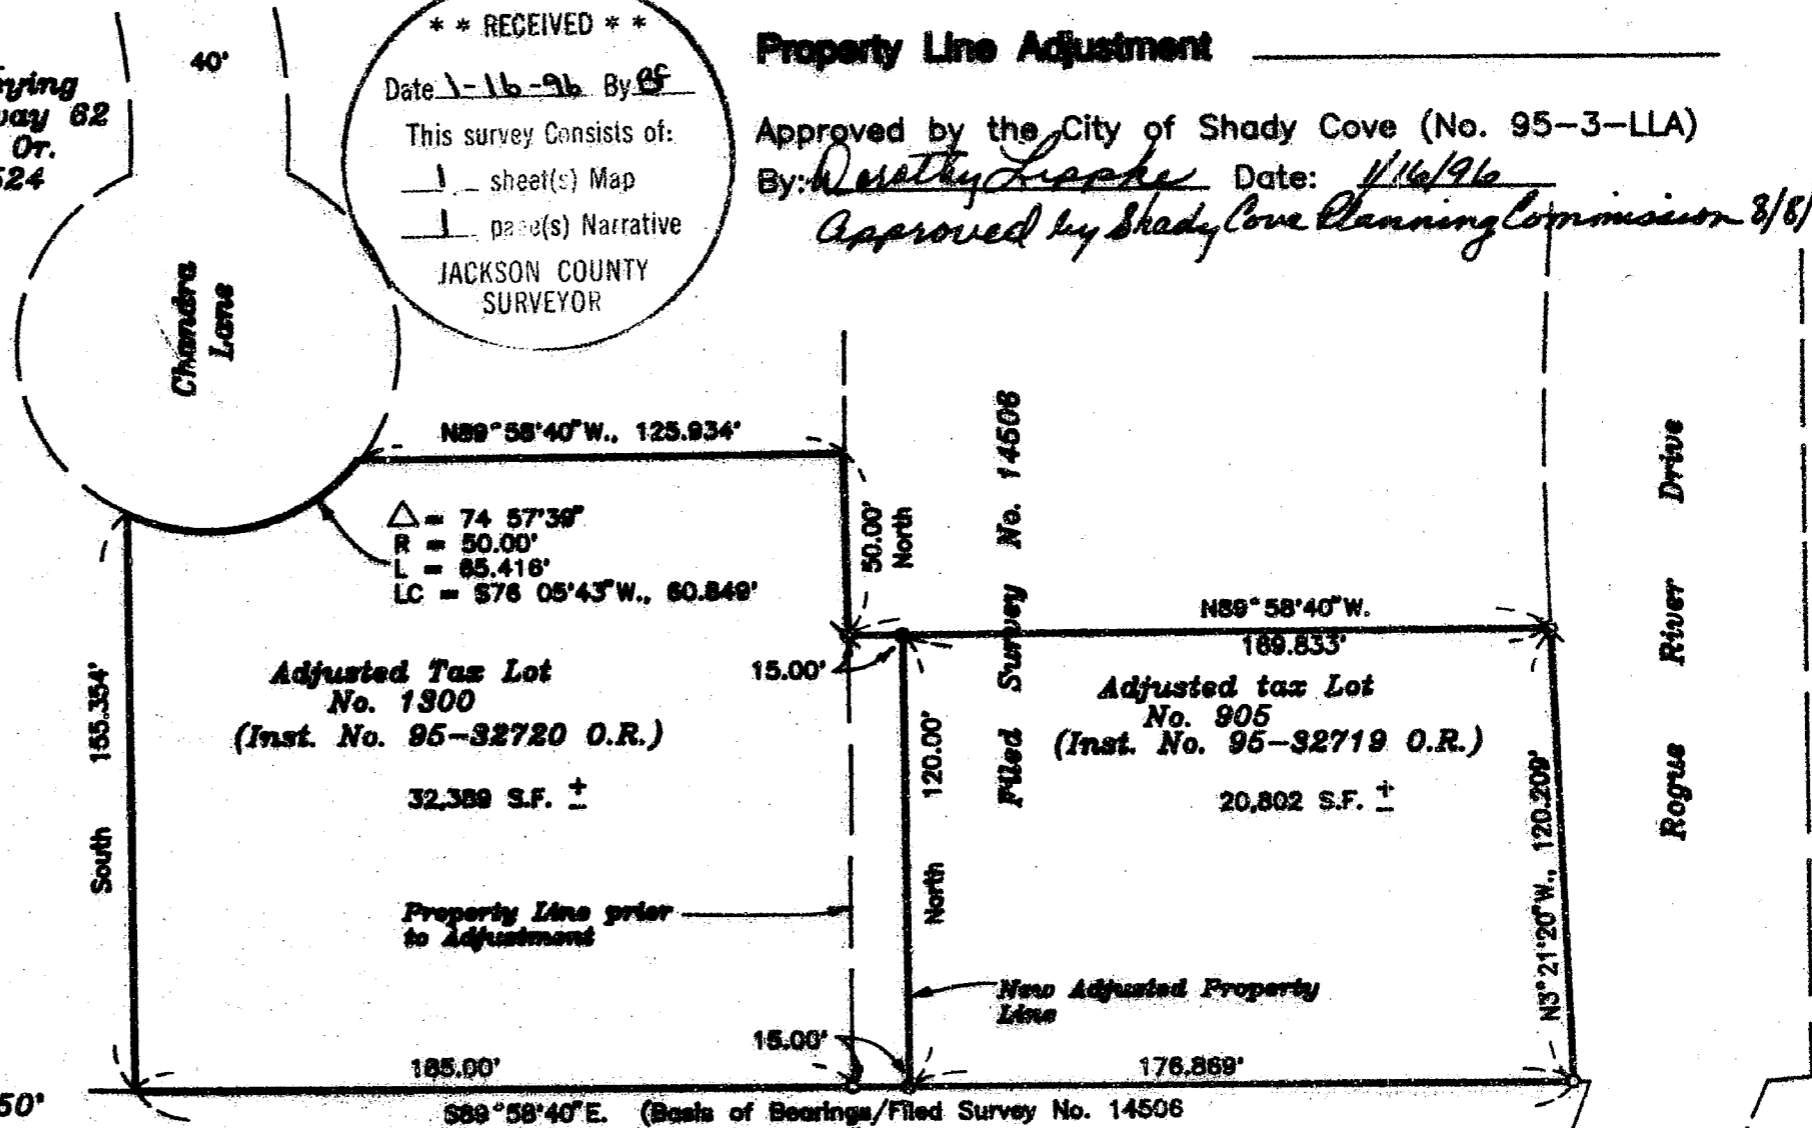 way 62
Or.
40'
* * RECEIVED * *
Date 1-16-96 By
This survey Consists of:
1 sheet(s) Map
1 page(s) Narrative
JACKSON COUNTY
SURVEYOR
Property Line Adjustment
Approved by the City of Shady Cove (No. 95-3-LLA)
By: Dorothy Date: 1/16/96
Approved by Shady Cove Planning Commission 8/8/
Chandra
Lane
N89°58'40"W., 125.934'
△ = 74 57'39"
R = 50.00'
L = 65.416'
LC = S76 05'43"W., 60.849'
50.00'
North
Filed Survey No. 14506
N89°58'40"W.
169.833'
15.00'
Adjusted Tax Lot
No. 1300
(Inst. No. 95-32720 O.R.)
32,389 S.F. ±
Adjusted tax Lot
No. 905
(Inst. No. 95-32719 O.R.)
20,802 S.F. ±
South 155.354'
North 120.00'
N3°21'20"W., 120.209'
Rogue River Drive
Property Line prior
to Adjustment
New Adjusted Property
Line
15.00'
185.00'
176.869'
S89°58'40"E. (Basis of Bearings/Filed Survey No. 14506
50'